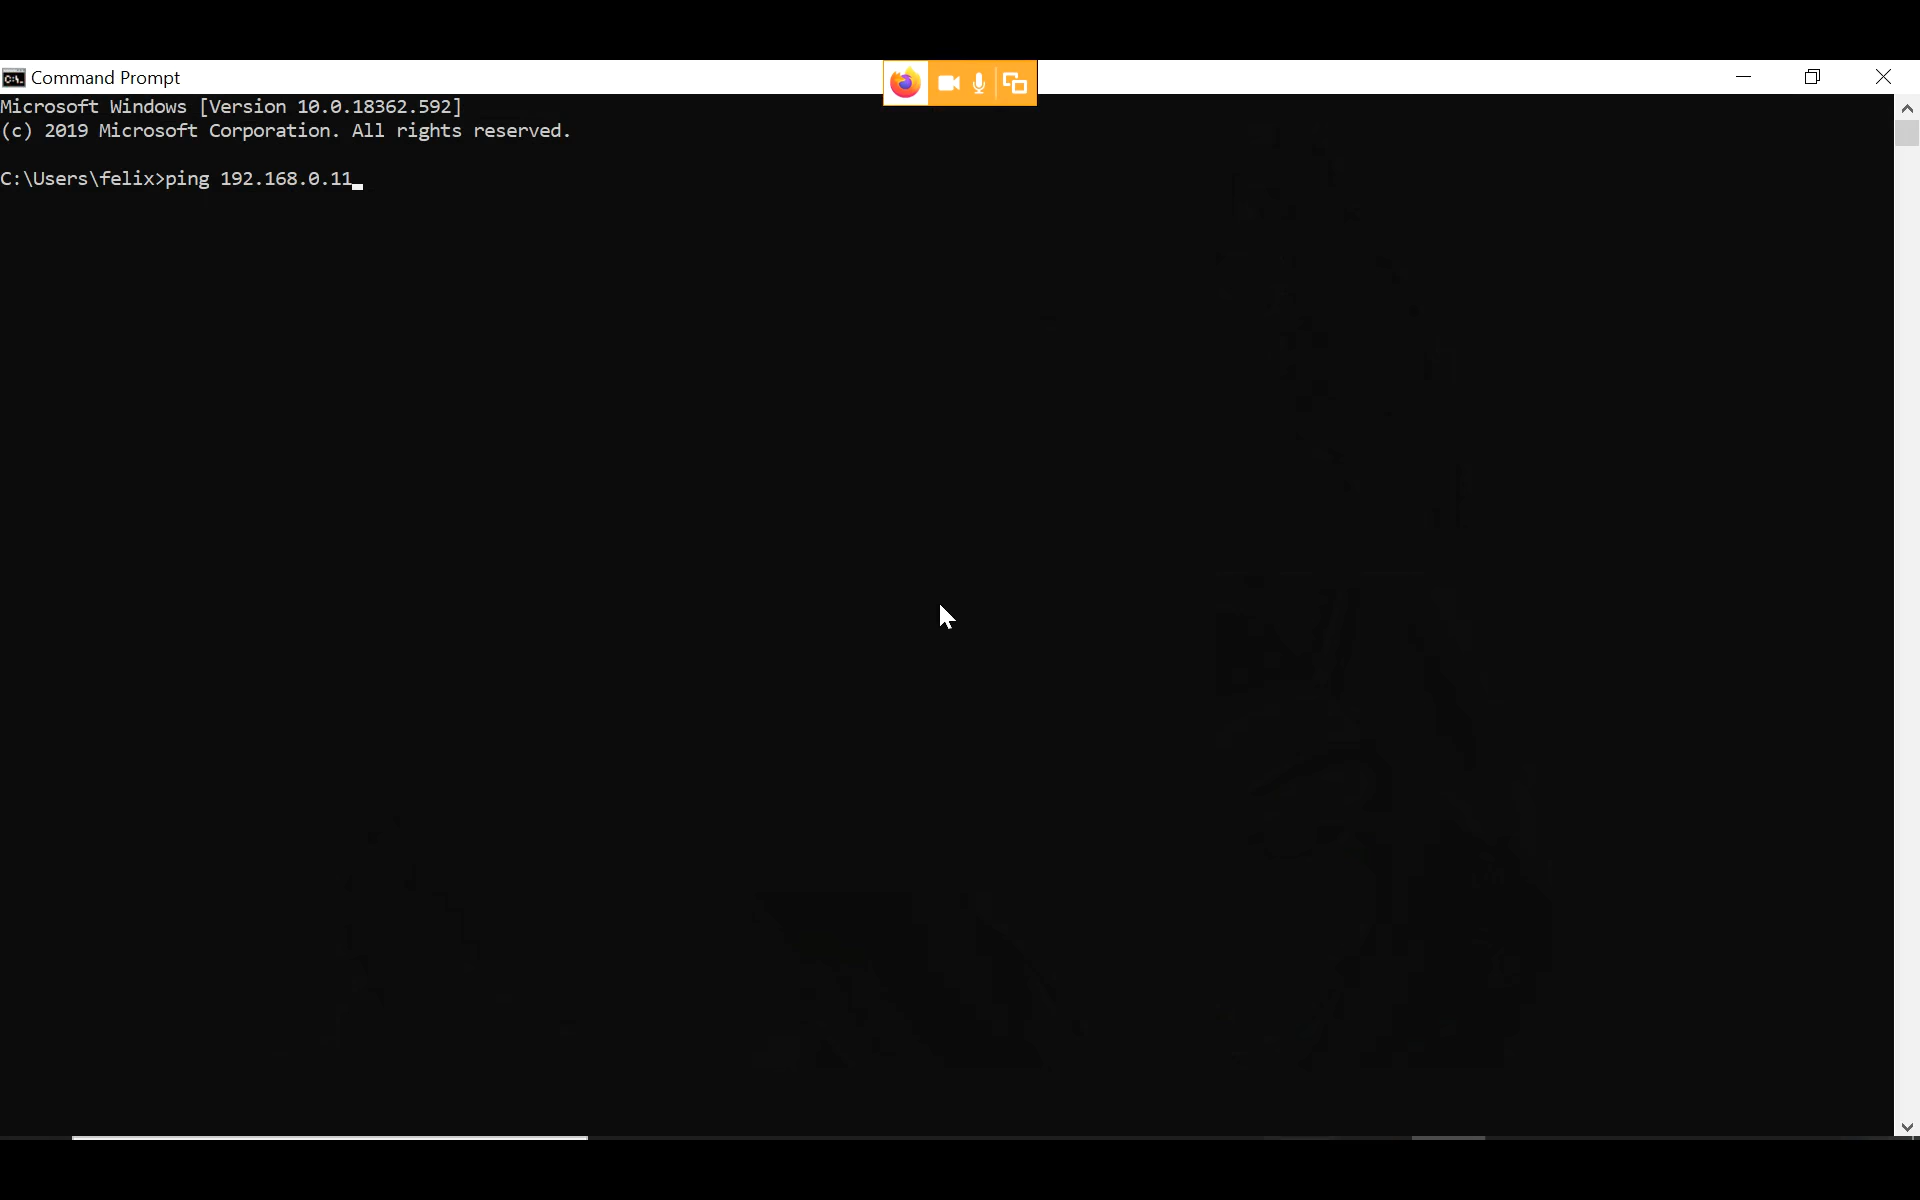 Command Prompt
Microsoft Windows [Version 10.0.18362.592]
(c) 2019 Microsoft Corporation. All rights reserved.
C:\Users\felix>ping 192.168.0.11